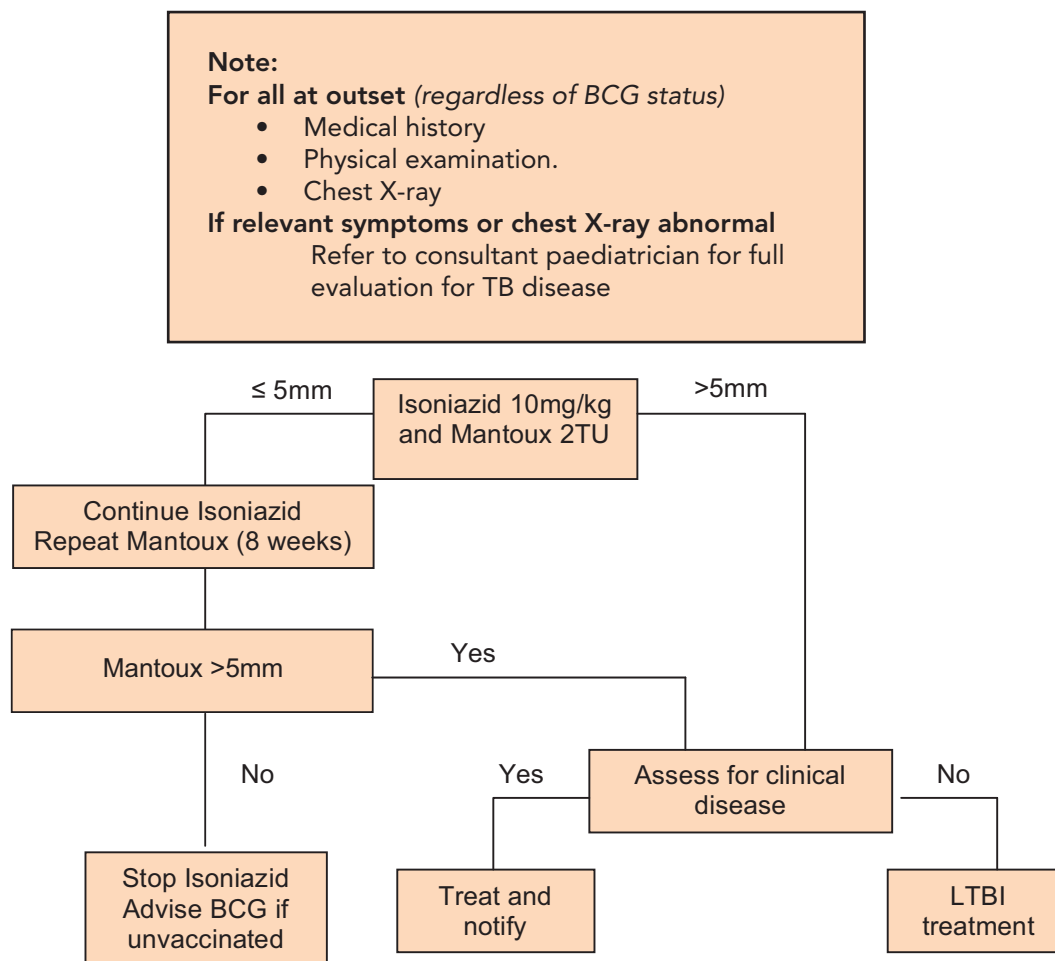 Note:
For all at outset (regardless of BCG status)
• Medical history
• Physical examination.
• Chest X-ray
If relevant symptoms or chest X-ray abnormal
Refer to consultant paediatrician for full
evaluation for TB disease
≤ 5mm
Isoniazid 10mg/kg
and Mantoux 2TU
>5mm
Continue Isoniazid
Repeat Mantoux (8 weeks)
Mantoux >5mm
Yes
No
Yes
Assess for clinical
disease
No
Stop Isoniazid
Advise BCG if
unvaccinated
Treat and
notify
LTBI
treatment